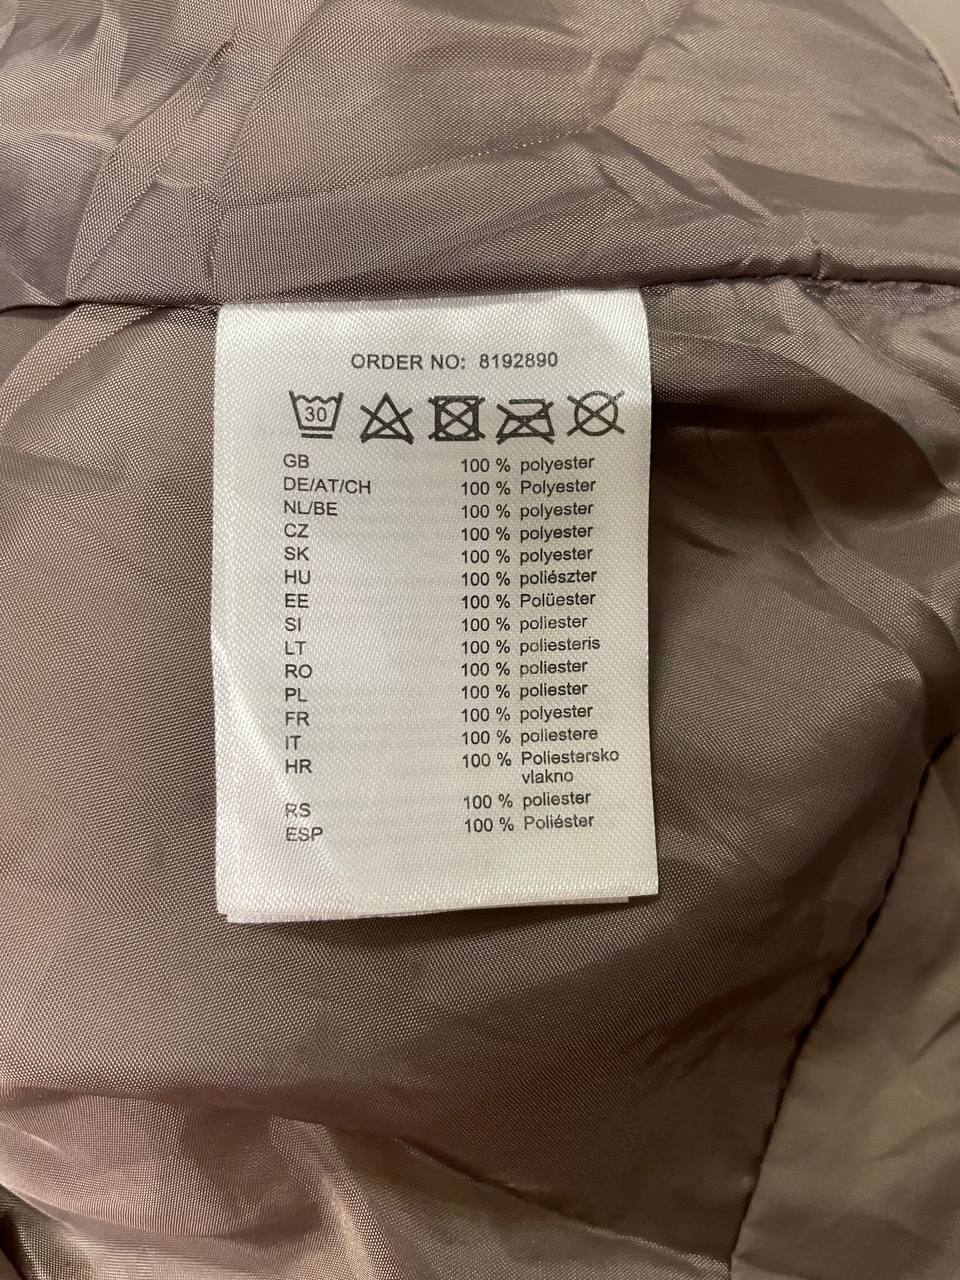 ORDER NO: 8192890
30
GB 100 % polyester
DE/AT/CH 100 % Polyester
NL/BE 100 % polyester
CZ 100 % polyester
SK 100 % polyester
HU 100 % poliészter
EE 100 % Polüester
SI 100 % poliester
LT 100 % poliesteris
RO 100 % poliester
PL 100 % poliester
FR 100 % polyester
IT 100 % poliestere
HR 100 % Poliestersko
vlakno
RS 100 % poliester
ESP 100 % Poliéster